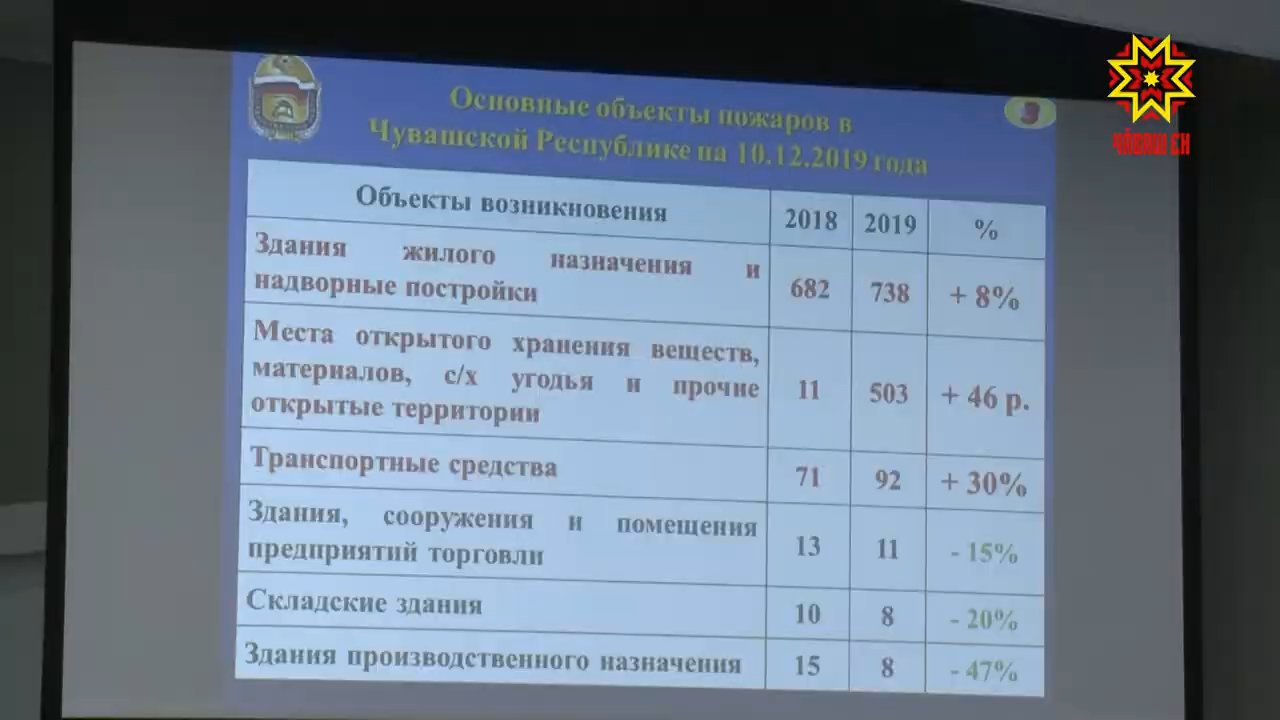 Основные объекты пожаров в
Чувашской Республике на 10.12.2019 года
3
ЧӐВАШ ЕН
Объекты возникновения 2018 2019 %
Здания жилого назначения и
надворные постройки 682 738 + 8%
Места открытого хранения веществ,
материалов, с/х угодья и прочие
открытые территории 11 503 + 46 р.
Транспортные средства 71 92 + 30%
Здания, сооружения и помещения
предприятий торговли 13 11 - 15%
Складские здания 10 8 - 20%
Здания производственного назначения 15 8 - 47%